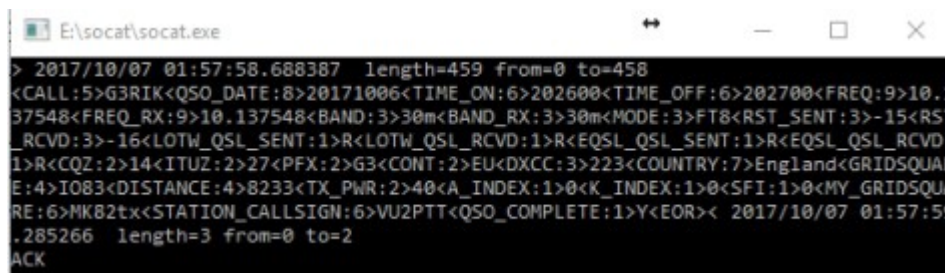 E:\socat\socat.exe
> 2017/10/07 01:57:58.688387  length=459 from=0 to=458
<CALL:5>G3RIK<QSO_DATE:8>20171006<TIME_ON:6>202600<TIME_OFF:6>202700<FREQ:9>10.
37548<FREQ_RX:9>10.137548<BAND:3>30m<BAND_RX:3>30m<MODE:3>FT8<RST_SENT:3>-15<RS
_RCVD:3>-16<LOTW_QSL_SENT:1>R<LOTW_QSL_RCVD:1>R<EQSL_QSL_SENT:1>R<EQSL_QSL_RCVD
1>R<CQZ:2>14<ITUZ:2>27<PFX:2>G3<CONT:2>EU<DXCC:3>223<COUNTRY:7>England<GRIDSQUA
E:4>IO83<DISTANCE:4>8233<TX_PWR:2>40<A_INDEX:1>0<K_INDEX:1>0<SFI:1>0<MY_GRIDSQU
RE:6>MK82tx<STATION_CALLSIGN:6>VU2PTT<QSO_COMPLETE:1>Y<EOR>< 2017/10/07 01:57:5
.285266  length=3 from=0 to=2
ACK